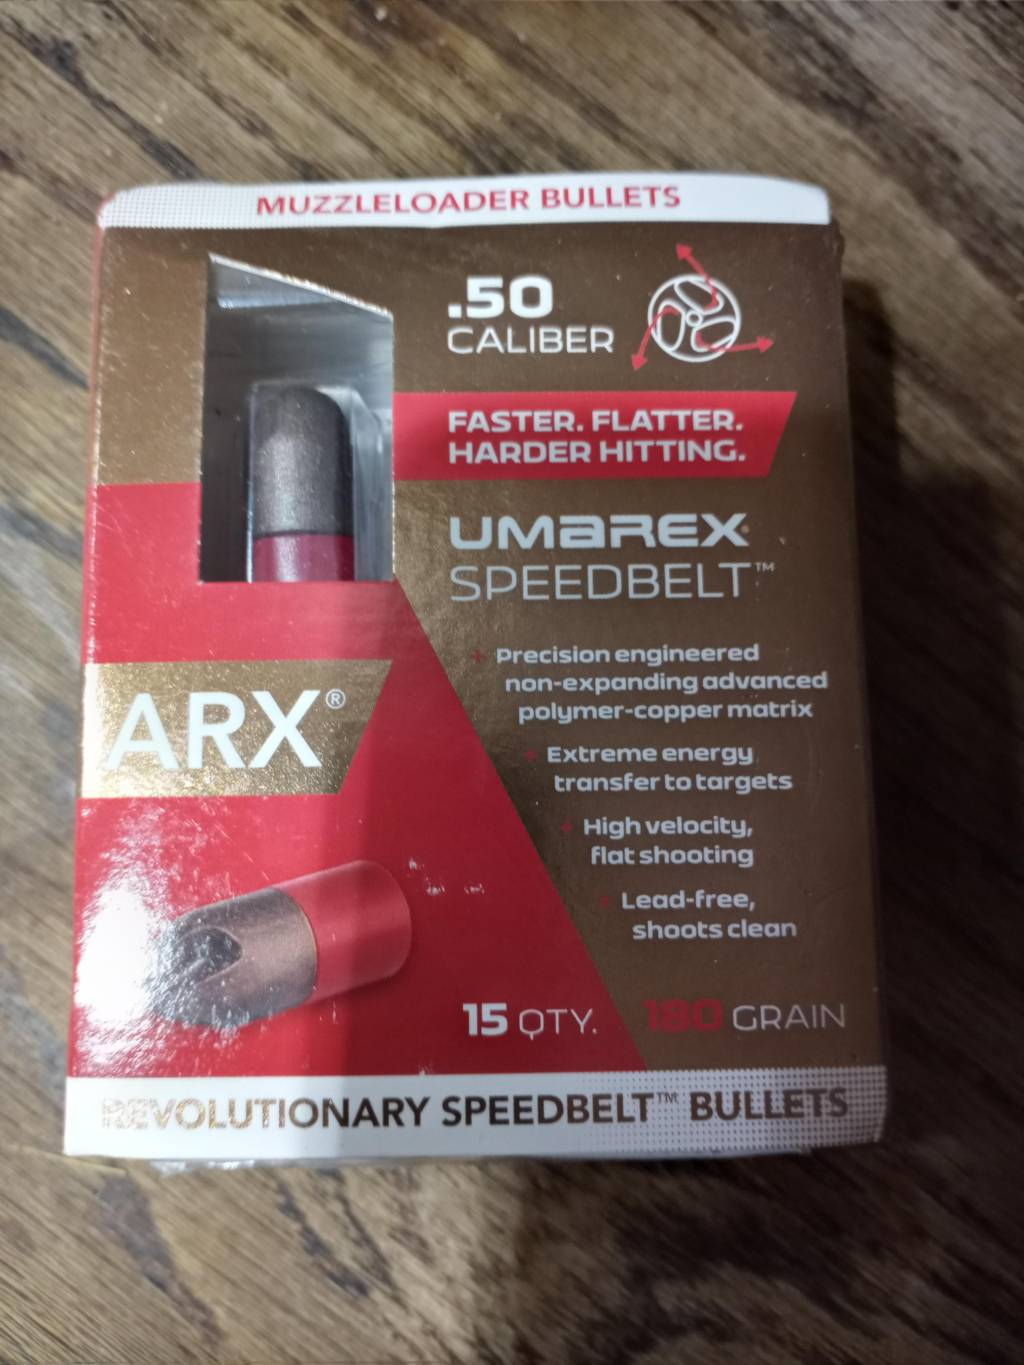 MUZZLELOADER BULLETS
.50
CALIBER
FASTER. FLATTER.
HARDER HITTING.
UMAREX®
SPEEDBELT™
+ Precision engineered
non-expanding advanced
polymer-copper matrix
+ Extreme energy
transfer to targets
+ High velocity,
flat shooting
+ Lead-free,
shoots clean
ARX®
15 QTY.
180 GRAIN
REVOLUTIONARY SPEEDBELT™ BULLETS